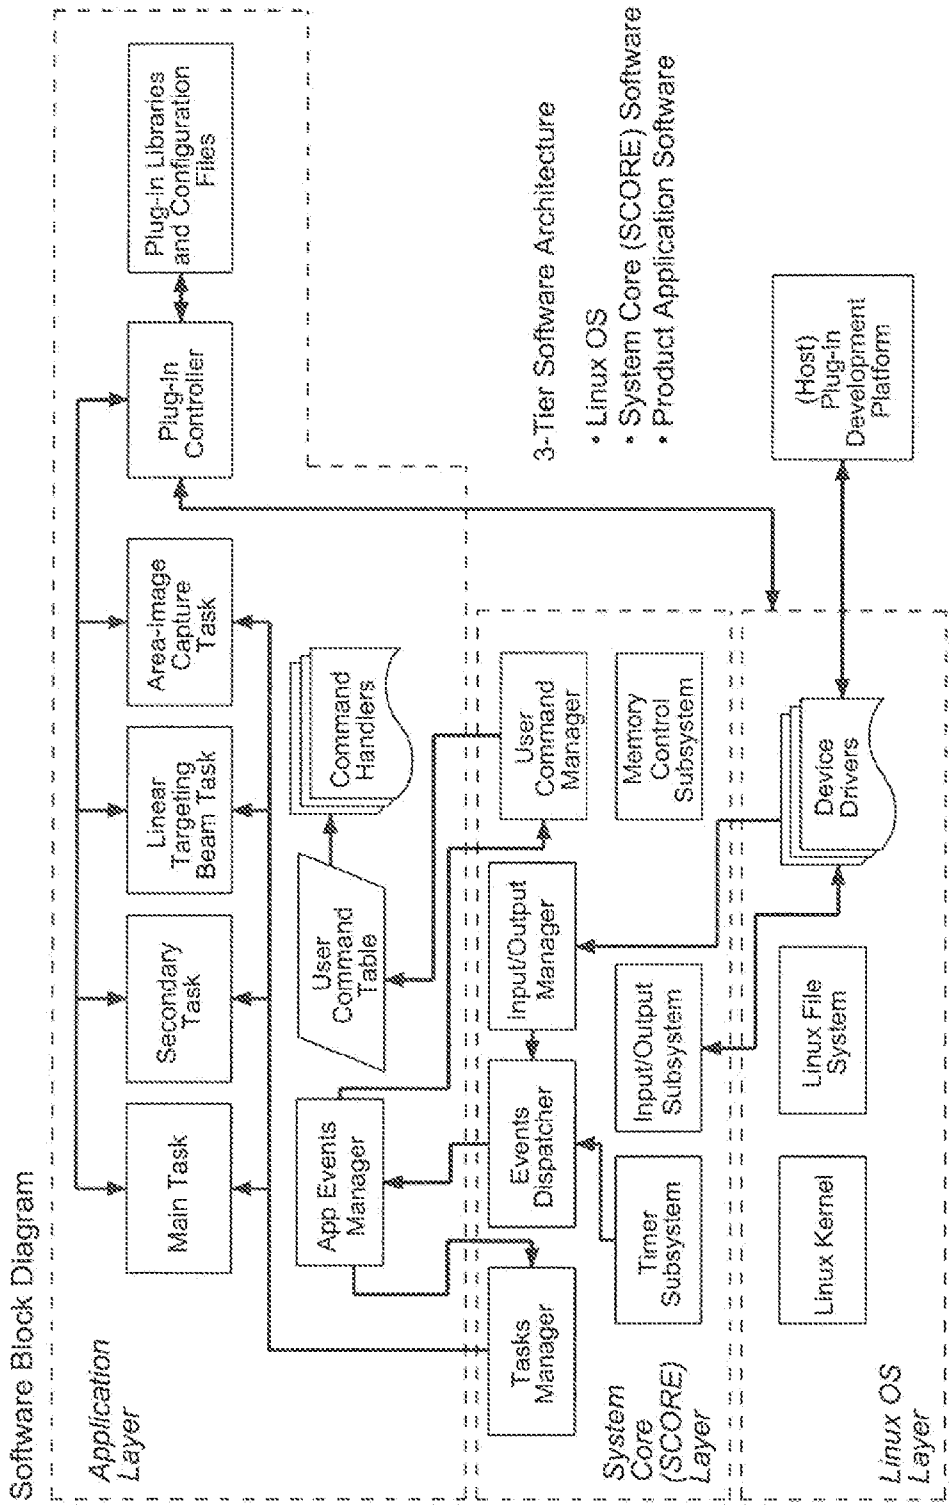 Software Block Diagram
Application
Layer
Main Task
Secondary
Task
Linear
Targeting
Beam Task
Area-Image
Capture
Task
Plug-In
Controller
Plug-In Libraries
and Configuration
Files
App Events
Manager
User
Command
Table
Command
Handlers
3-Tier Software Architecture
• Linux OS
• System Core (SCORE) Software
• Product Application Software
Tasks
Manager
Events
Dispatcher
Input/Output
Manager
User
Command
Manager
System
Core
(SCORE)
Layer
Timer
Subsystem
Input/Output
Subsystem
Memory
Control
Subsystem
Linux OS
Layer
Linux Kernel
Linux File
System
Device
Drivers
(Host)
Plug-in
Development
Platform